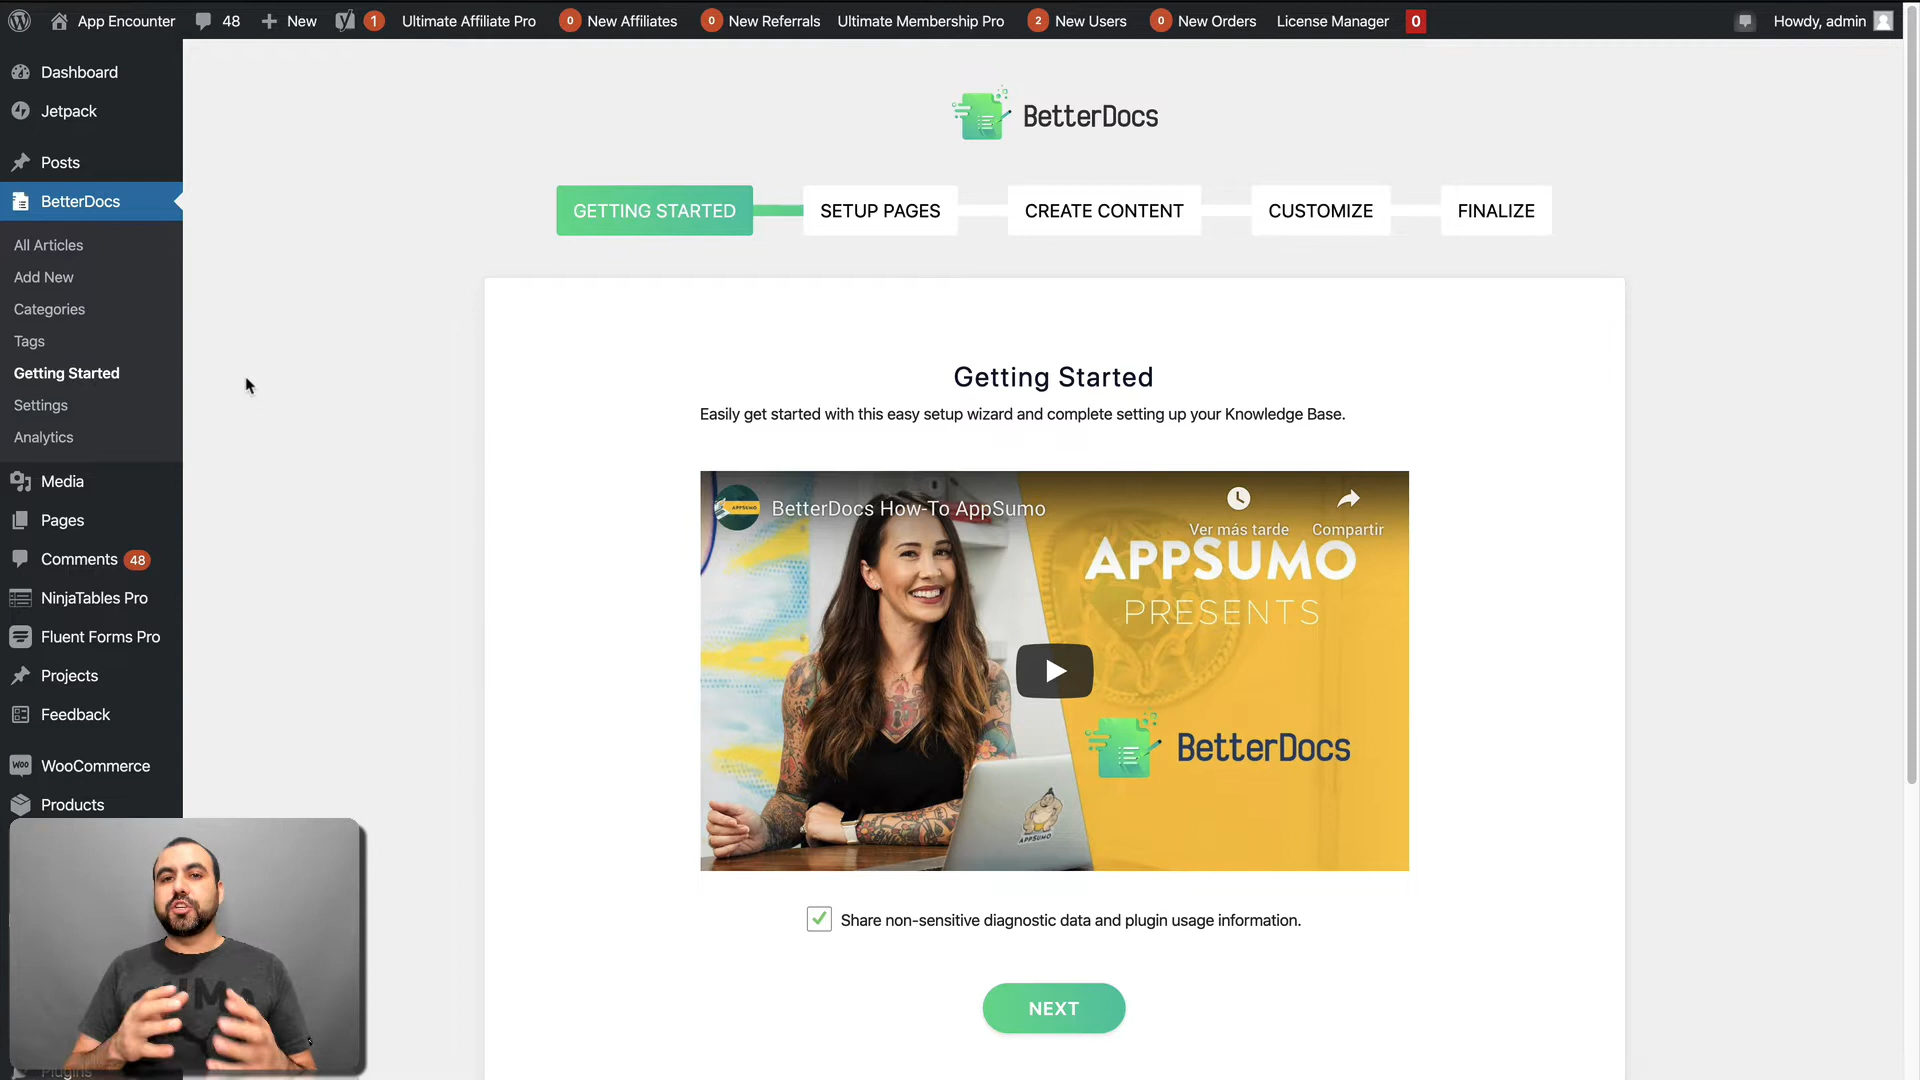 App Encounter 48 New 1 Ultimate Affiliate Pro 0 New Affiliates 0 New Referrals Ultimate Membership Pro 2 New Users 0 New Orders License Manager 0 Howdy, admin
Dashboard
Jetpack
Posts
BetterDocs
All Articles
Add New
Categories
Tags
Getting Started
Settings
Analytics
Media
Pages
Comments 48
NinjaTables Pro
Fluent Forms Pro
Projects
Feedback
WOO WooCommerce
Products
Plugins
BetterDocs
GETTING STARTED SETUP PAGES CREATE CONTENT CUSTOMIZE FINALIZE
Getting Started
Easily get started with this easy setup wizard and complete setting up your Knowledge Base.
APPSUMO BetterDocs How-To AppSumo
Ver más tarde Compartir
APPSUMO
PRESENTS
BetterDocs
APPSUMO
Share non-sensitive diagnostic data and plugin usage information.
NEXT